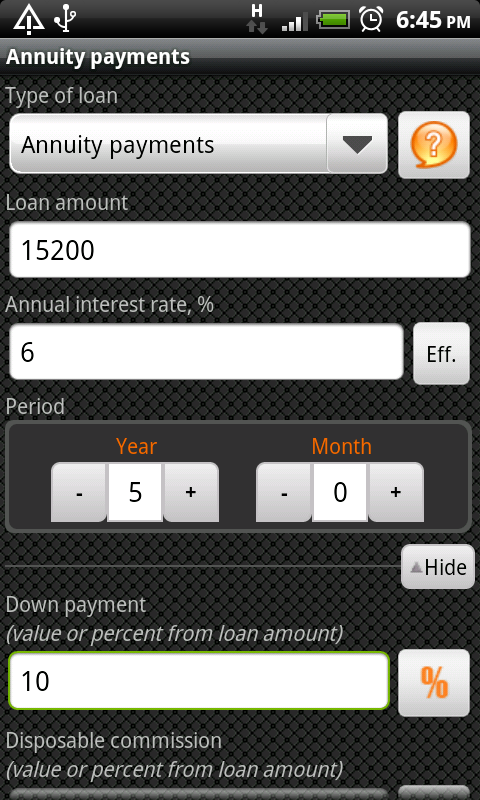 H
6:45 PM
Annuity payments
Type of loan
Annuity payments
?
Loan amount
15200
Annual interest rate, %
6
Eff.
Period
Year
Month
- 5 +
- 0 +
Hide
Down payment
(value or percent from loan amount)
10
%
Disposable commission
(value or percent from loan amount)